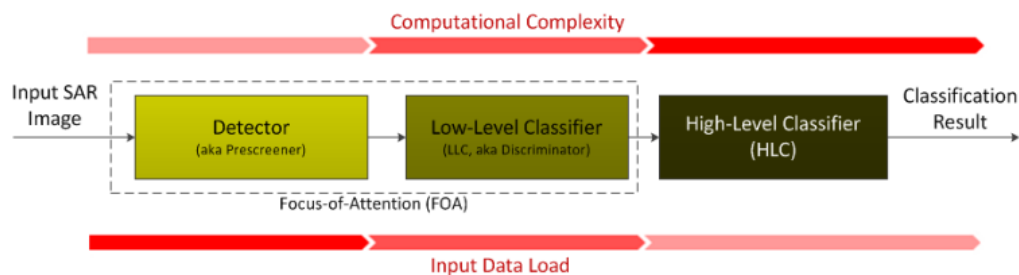 Computational Complexity
Input SAR
Image
Detector
(aka Prescreener)
Low-Level Classifier
(LLC, aka Discriminator)
High-Level Classifier
(HLC)
Classification
Result
Focus-of-Attention (FOA)
Input Data Load